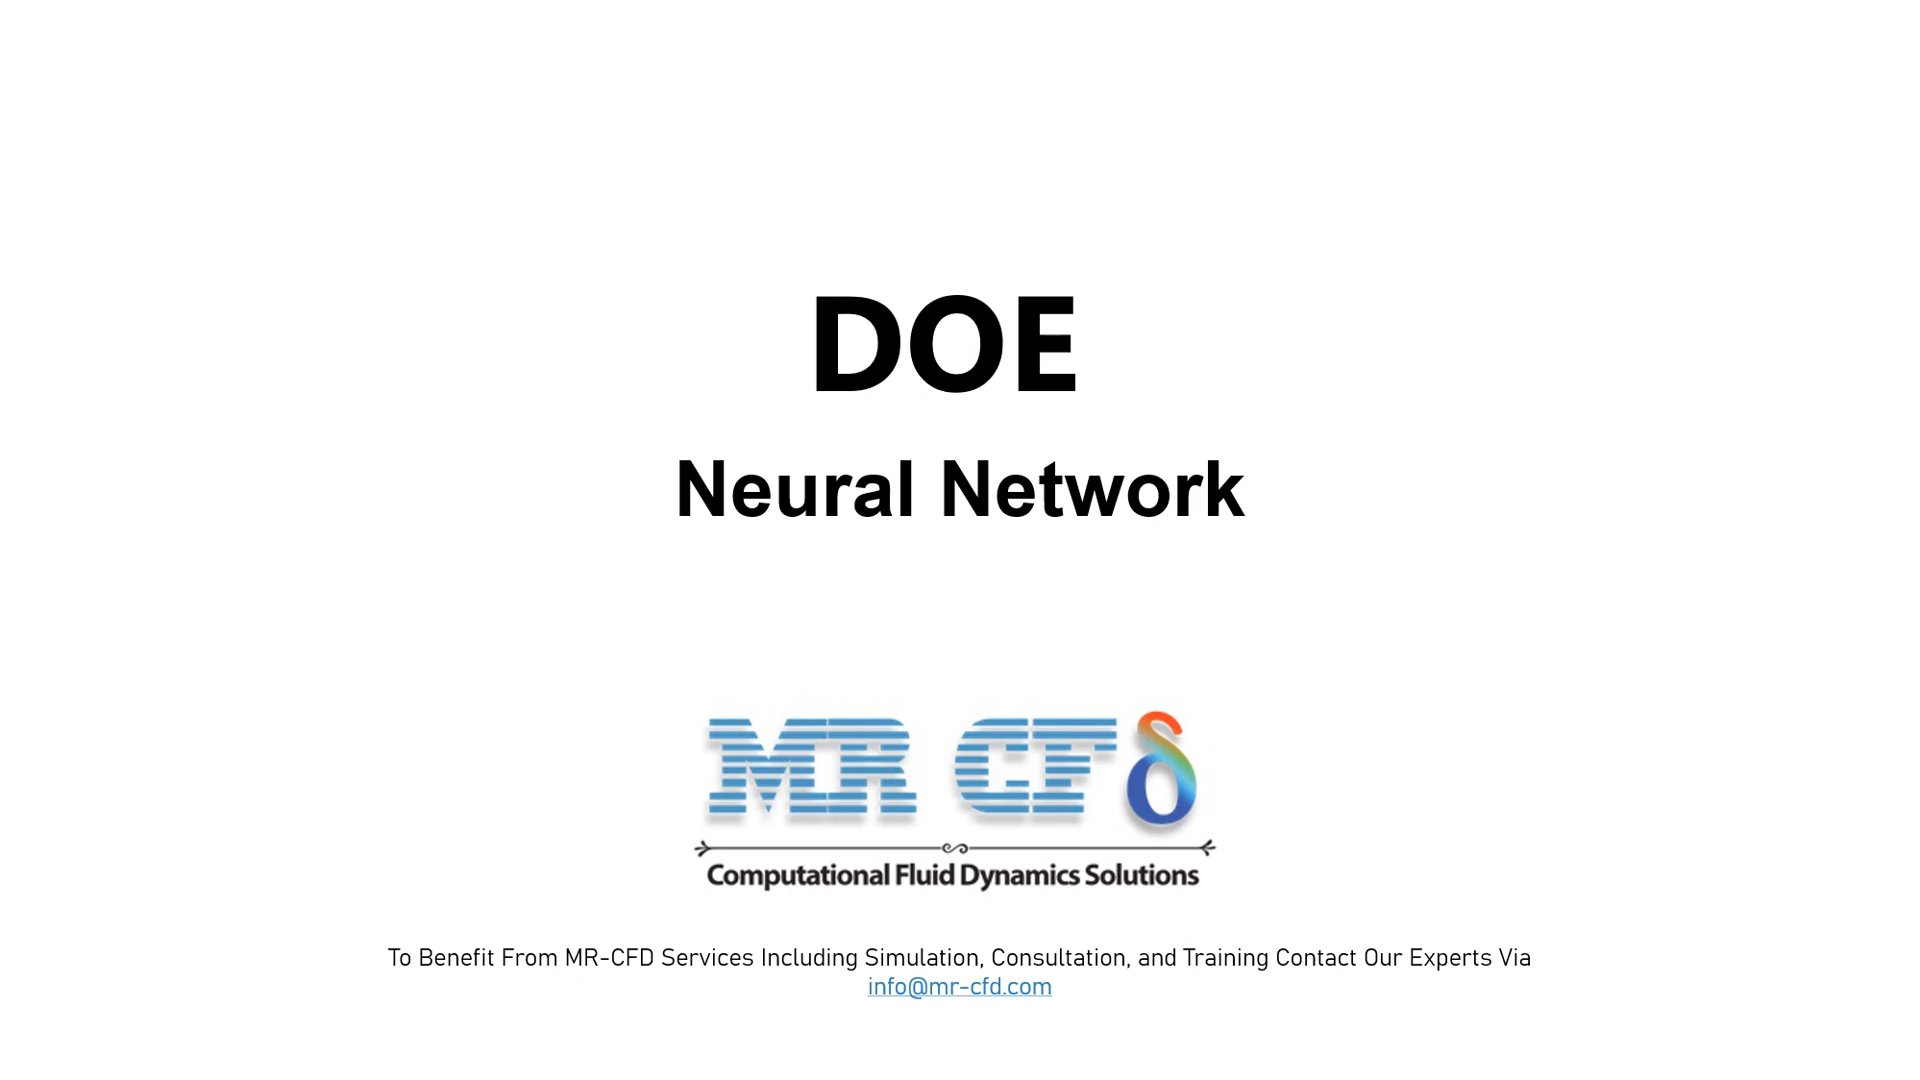 DOE
Neural Network
MR CFδ
Computational Fluid Dynamics Solutions
To Benefit From MR-CFD Services Including Simulation, Consultation, and Training Contact Our Experts Via
info@mr-cfd.com